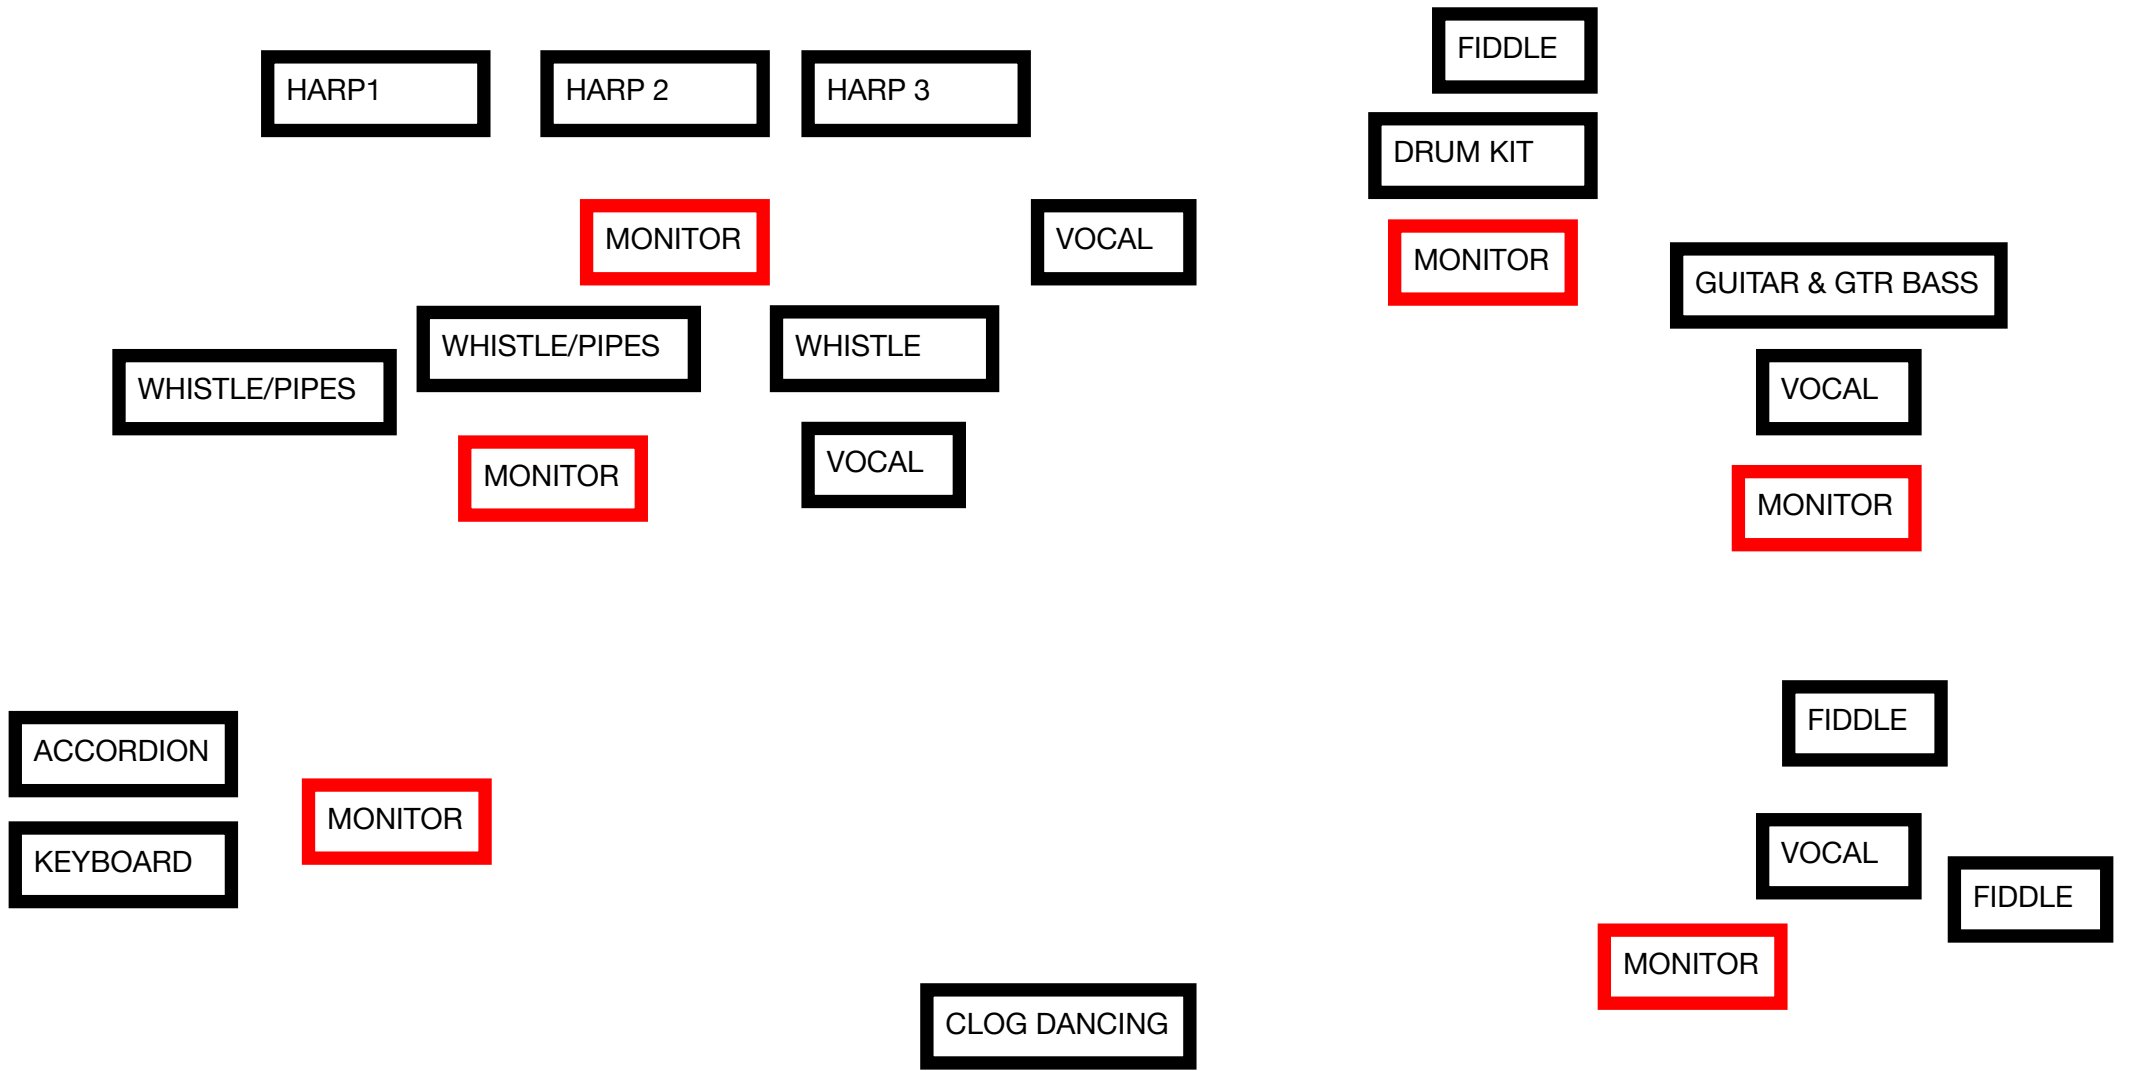 FIDDLE
HARP1
HARP 2
HARP 3
DRUM KIT
MONITOR
VOCAL
MONITOR
GUITAR & GTR BASS
WHISTLE/PIPES
WHISTLE
WHISTLE/PIPES
VOCAL
VOCAL
MONITOR
MONITOR
FIDDLE
ACCORDION
MONITOR
VOCAL
KEYBOARD
FIDDLE
MONITOR
CLOG DANCING